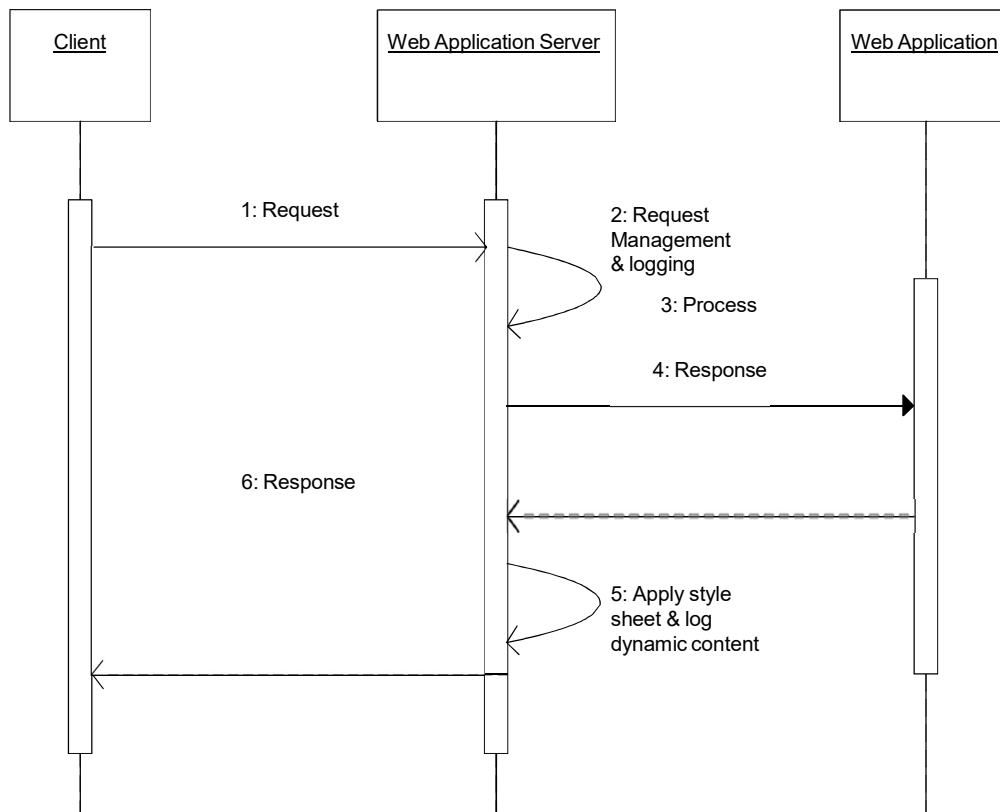 Client
Web Application Server
Web Application
1: Request
2: Request
Management
& logging
3: Process
4: Response
6: Response
5: Apply style
sheet & log
dynamic content